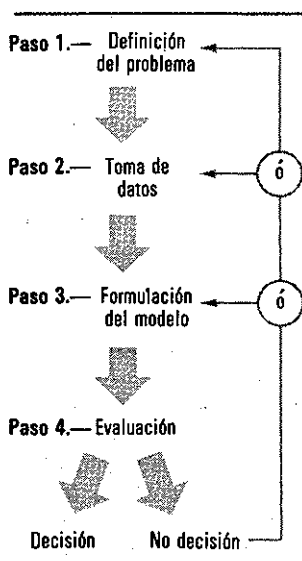 Paso 1.— Definición
del problema
Paso 2.— Toma de
datos
ó
Paso 3.— Formulación
del modelo
ó
Paso 4.— Evaluación
Decisión No decisión